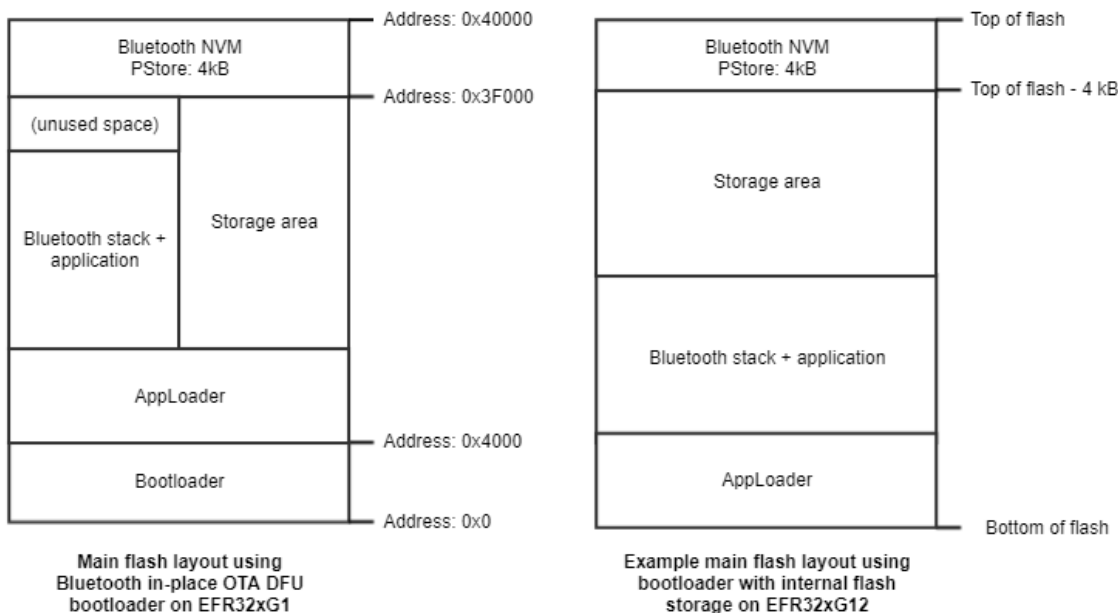 Address: 0x40000
Bluetooth NVM
PStore: 4kB
Address: 0x3F000
(unused space)
Storage area
Bluetooth stack +
application
AppLoader
Address: 0x4000
Bootloader
Address: 0x0
Main flash layout using
Bluetooth in-place OTA DFU
bootloader on EFR32xG1
Top of flash
Bluetooth NVM
PStore: 4kB
Top of flash - 4 kB
Storage area
Bluetooth stack + application
AppLoader
Bottom of flash
Example main flash layout using
bootloader with internal flash
storage on EFR32xG12